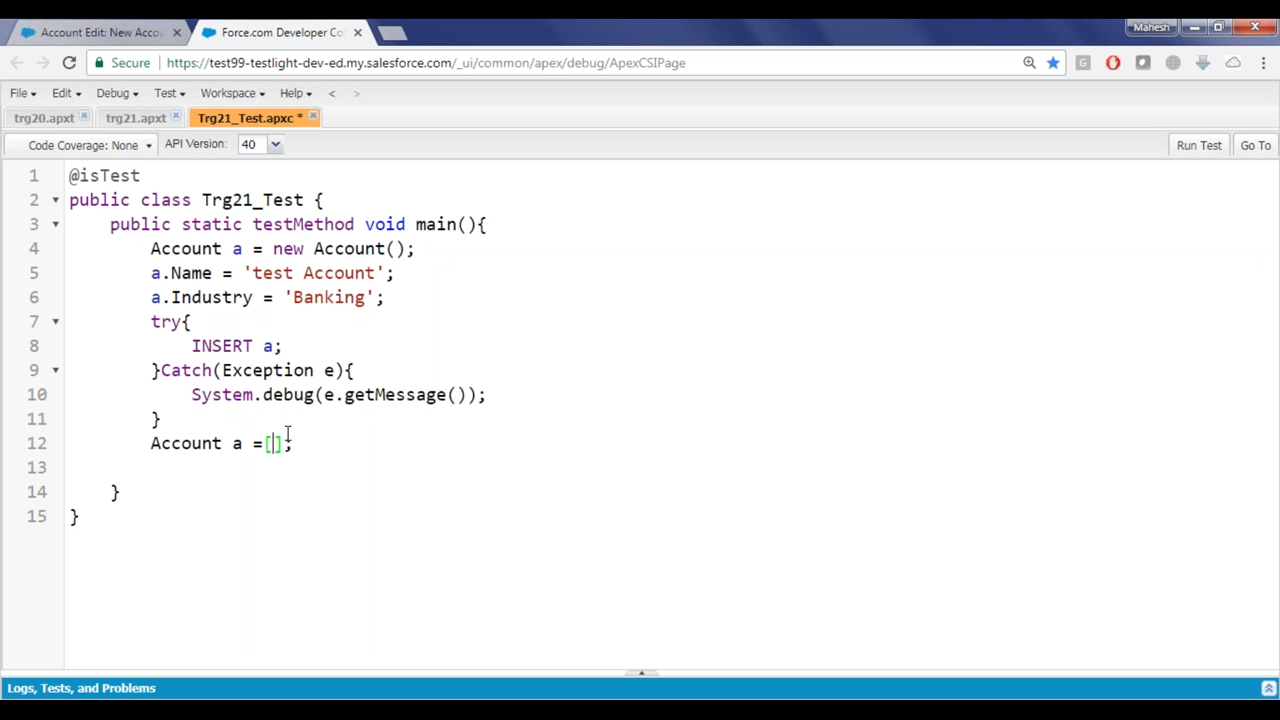 Account Edit: New Accou
Force.com Developer Co
Mahesh
Secure
https://test99-testlight-dev-ed.my.salesforce.com/_ui/common/apex/debug/ApexCSIPage
File Edit Debug Test Workspace Help < >
trg20.apxt
trg21.apxt
Trg21_Test.apxc *
Code Coverage: None
API Version: 40
Run Test
Go To
1 @isTest
2 public class Trg21_Test {
3 public static testMethod void main(){
4 Account a = new Account();
5 a.Name = 'test Account';
6 a.Industry = 'Banking';
7 try{
8 INSERT a;
9 }Catch(Exception e){
10 System.debug(e.getMessage());
11 }
12 Account a =[];
13
14 }
15 }
Logs, Tests, and Problems